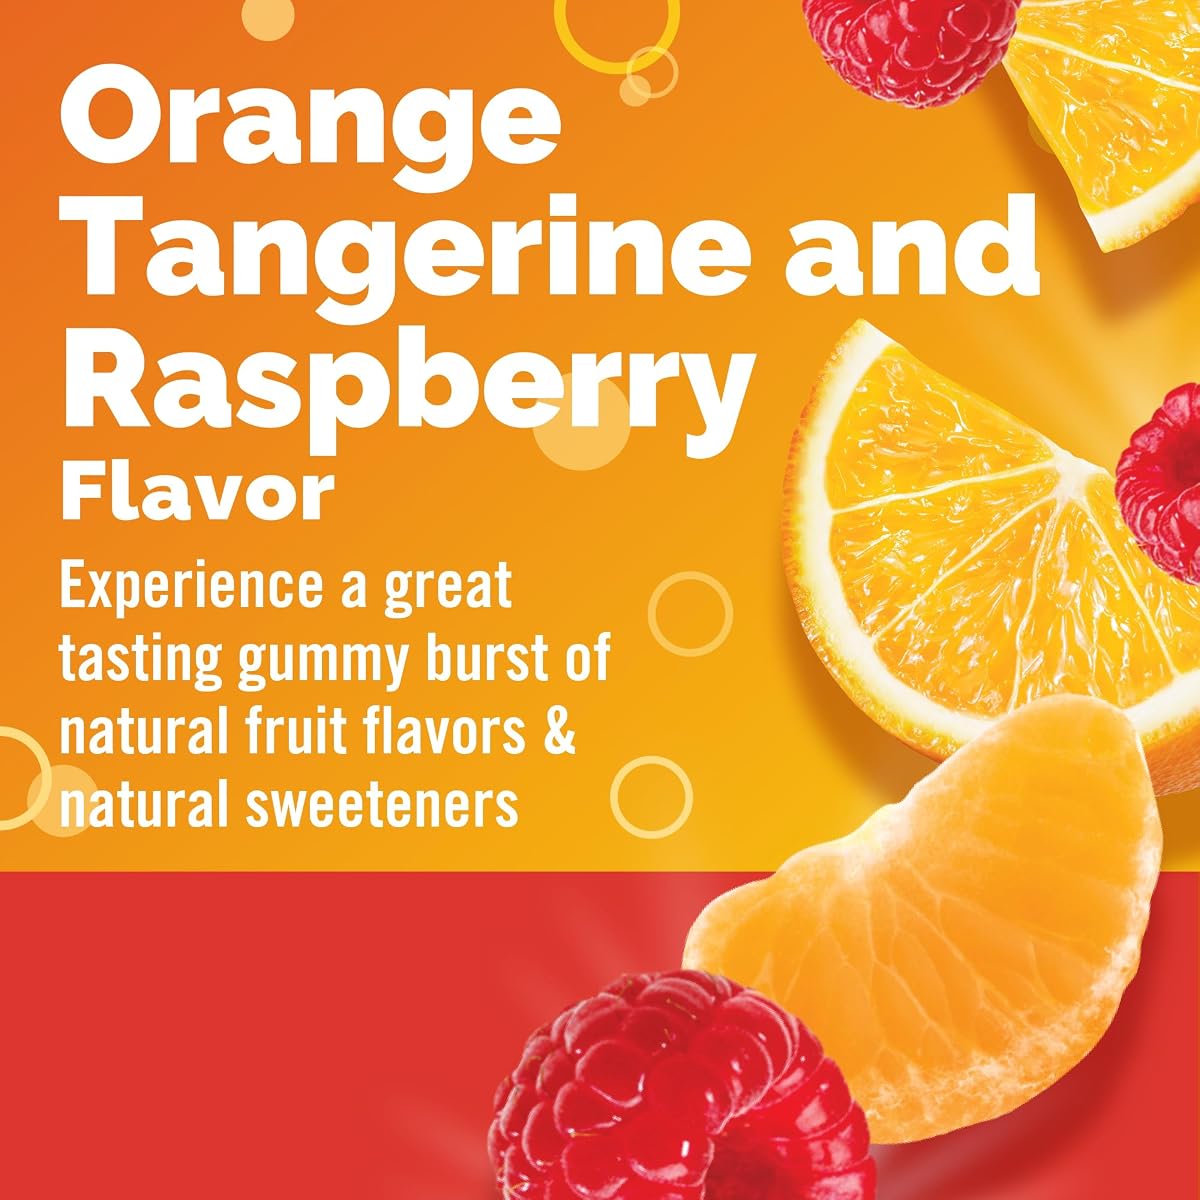 Orange
Tangerine and
Raspberry
Flavor
Experience a great
tasting gummy burst of
natural fruit flavors &
natural sweeteners